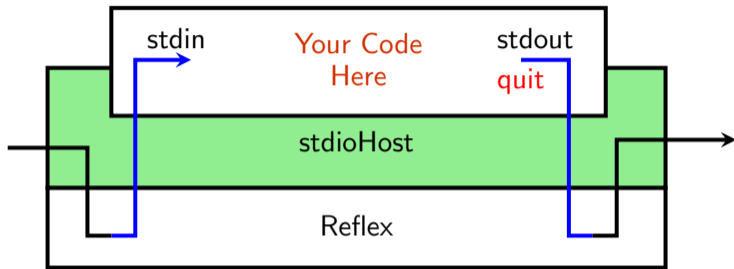 stdin
Your Code
Here
stdout
quit
stdioHost
Reflex